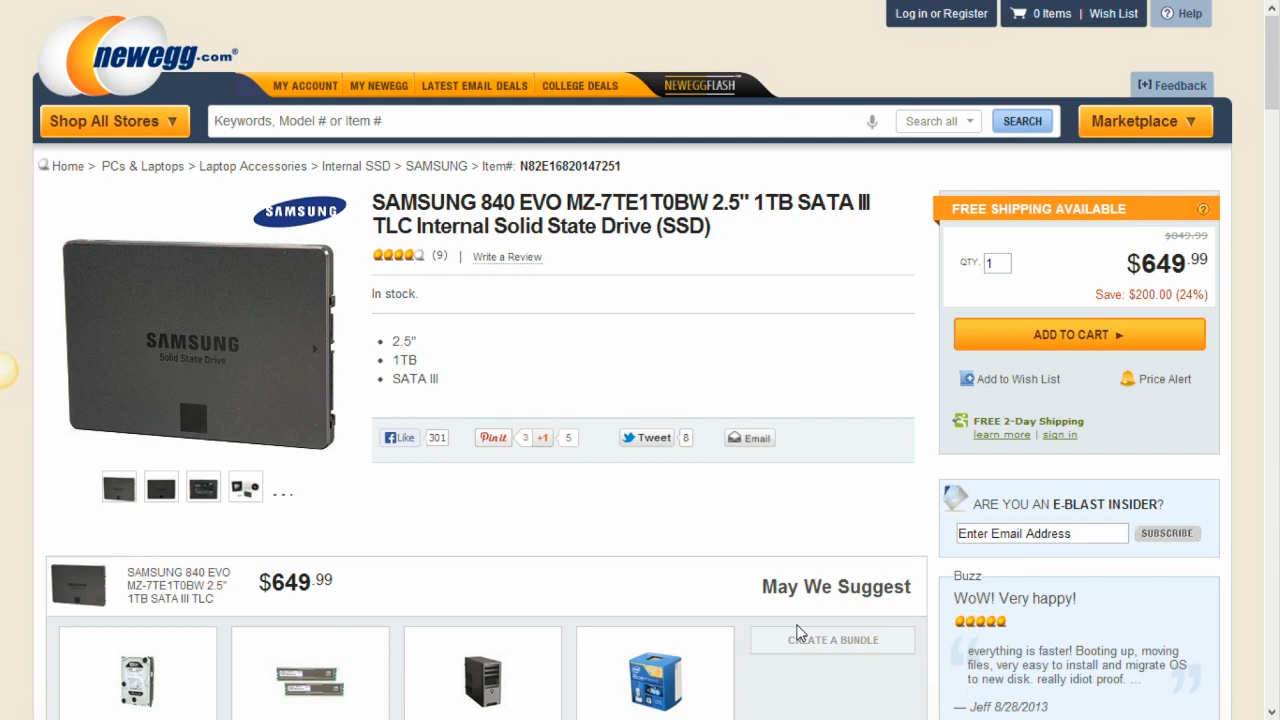 Log in or Register
0 Items | Wish List
Help
newegg.com®
MY ACCOUNT
MY NEWEGG
LATEST EMAIL DEALS
COLLEGE DEALS
NEWEGGFLASH
[+] Feedback
Shop All Stores ▼
Keywords, Model # or Item #
Search all
SEARCH
Marketplace ▼
Home > PCs & Laptops > Laptop Accessories > Internal SSD > SAMSUNG > Item#: N82E16820147251
SAMSUNG
SAMSUNG
Solid State Drive
SAMSUNG 840 EVO MZ-7TE1T0BW 2.5" 1TB SATA III
TLC Internal Solid State Drive (SSD)
(9) | Write a Review
In stock.
2.5"
1TB
SATA III
Like 301
Pin it 3
+1 5
Tweet 8
Email
...
FREE SHIPPING AVAILABLE
$849.99
QTY. 1
$649.99
Save: $200.00 (24%)
ADD TO CART ►
Add to Wish List
Price Alert
FREE 2-Day Shipping
learn more | sign in
ARE YOU AN E-BLAST INSIDER?
Enter Email Address
SUBSCRIBE
SAMSUNG 840 EVO
MZ-7TE1T0BW 2.5"
1TB SATA III TLC
$649.99
May We Suggest
CREATE A BUNDLE
Buzz
WoW! Very happy!
everything is faster! Booting up, moving
files, very easy to install and migrate OS
to new disk. really idiot proof. ...
— Jeff 8/28/2013